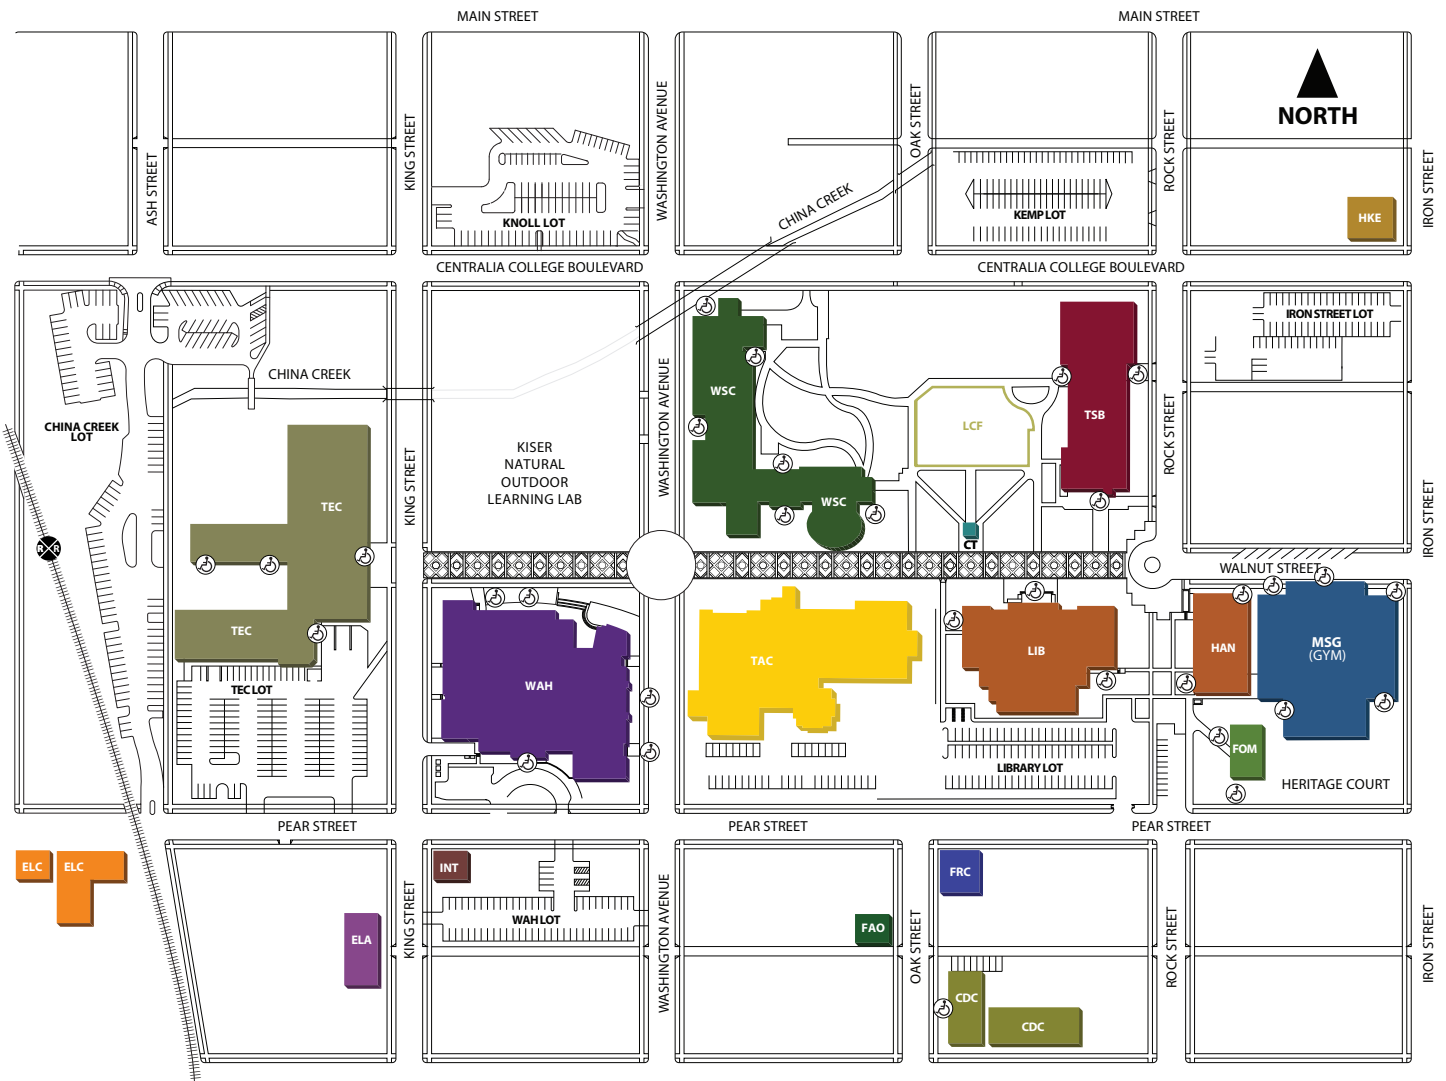 MAIN STREET
MAIN STREET
NORTH
ASH STREET
KING STREET
WASHINGTON AVENUE
OAK STREET
ROCK STREET
IRON STREET
KNOLL LOT
CHINA CREEK
KEMP LOT
HKE
CENTRALIA COLLEGE BOULEVARD
CENTRALIA COLLEGE BOULEVARD
IRON STREET LOT
CHINA CREEK
CHINA CREEK
LOT
KISER
NATURAL
OUTDOOR
LEARNING LAB
WASHINGTON AVENUE
WSC
LCF
TSB
ROCK STREET
KING STREET
TEC
WSC
CT
IRON STREET
R R
WALNUT STREET
TEC
TEC LOT
WAH
TAC
LIB
HAN
MSG
(GYM)
FOM
LIBRARY LOT
HERITAGE COURT
PEAR STREET
PEAR STREET
PEAR STREET
ELC
ELC
INT
FRC
KING STREET
WAH LOT
WASHINGTON AVENUE
FAO
OAK STREET
ROCK STREET
IRON STREET
ELA
CDC
CDC